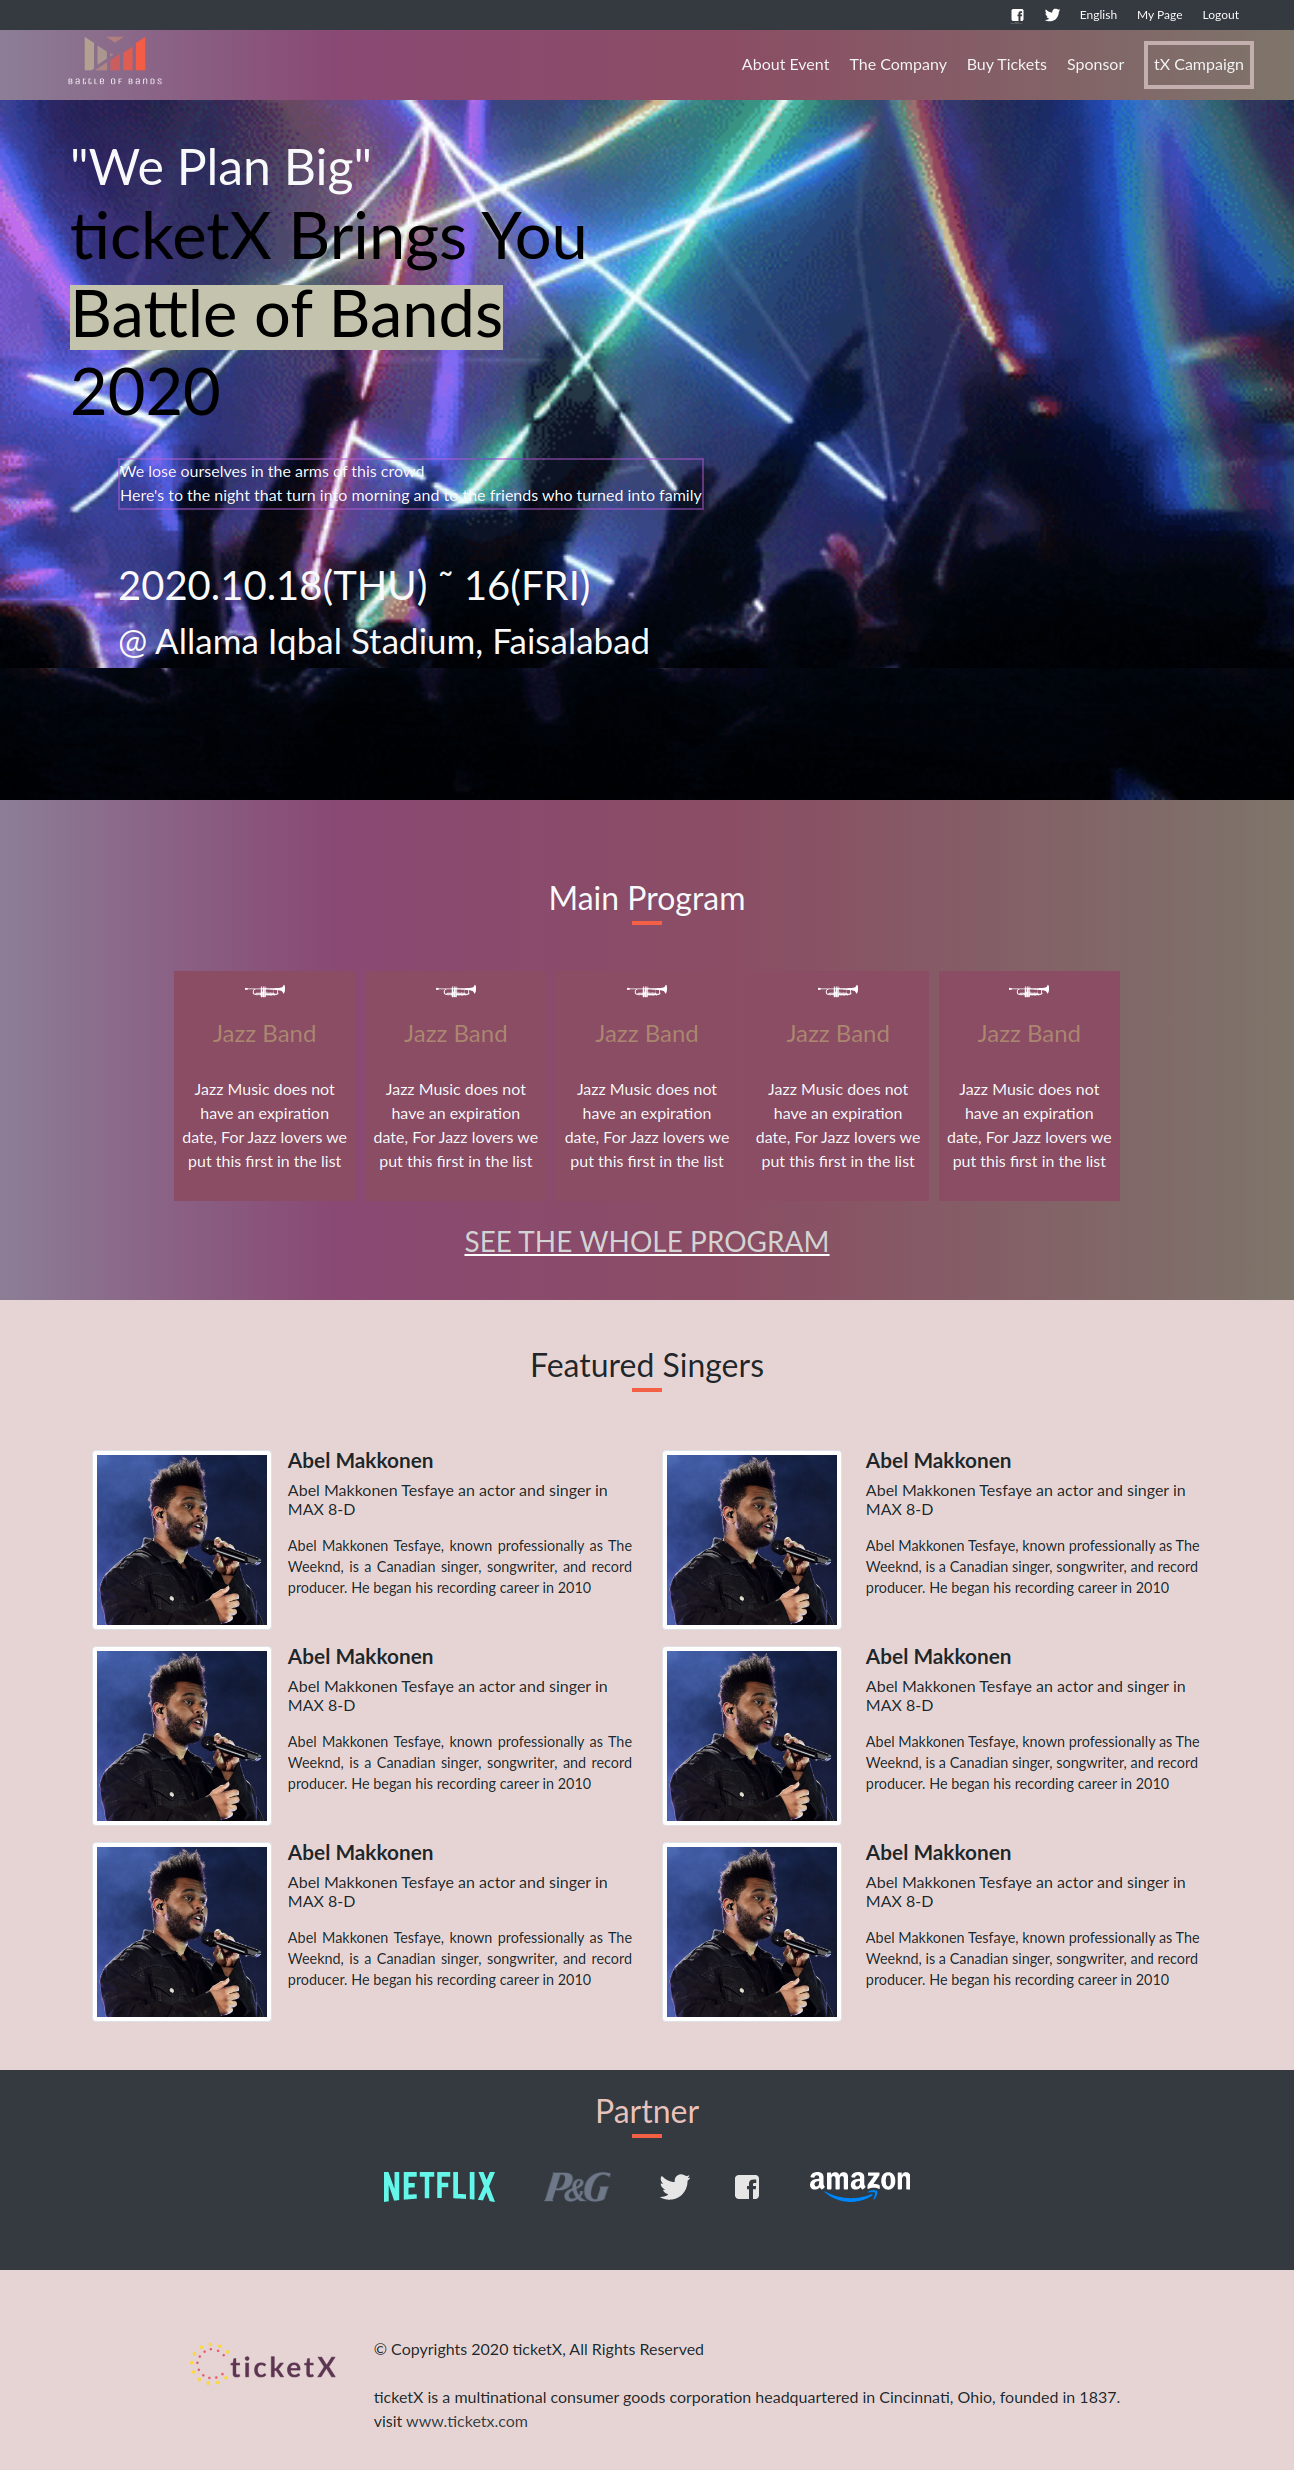 English My Page Logout
BATTLE OF BANDS
About Event The Company Buy Tickets Sponsor tX Campaign
"We Plan Big"
ticketX Brings You
Battle of Bands
2020
We lose ourselves in the arms of this crowd
Here's to the night that turn into morning and to the friends who turned into family
2020.10.18(THU) ~ 16(FRI)
@ Allama Iqbal Stadium, Faisalabad
Main Program
Jazz Band
Jazz Music does not
have an expiration
date, For Jazz lovers we
put this first in the list
Jazz Band
Jazz Music does not
have an expiration
date, For Jazz lovers we
put this first in the list
Jazz Band
Jazz Music does not
have an expiration
date, For Jazz lovers we
put this first in the list
Jazz Band
Jazz Music does not
have an expiration
date, For Jazz lovers we
put this first in the list
Jazz Band
Jazz Music does not
have an expiration
date, For Jazz lovers we
put this first in the list
SEE THE WHOLE PROGRAM
Featured Singers
Abel Makkonen
Abel Makkonen Tesfaye an actor and singer in
MAX 8-D
Abel Makkonen Tesfaye, known professionally as The
Weeknd, is a Canadian singer, songwriter, and record
producer. He began his recording career in 2010
Abel Makkonen
Abel Makkonen Tesfaye an actor and singer in
MAX 8-D
Abel Makkonen Tesfaye, known professionally as The
Weeknd, is a Canadian singer, songwriter, and record
producer. He began his recording career in 2010
Abel Makkonen
Abel Makkonen Tesfaye an actor and singer in
MAX 8-D
Abel Makkonen Tesfaye, known professionally as The
Weeknd, is a Canadian singer, songwriter, and record
producer. He began his recording career in 2010
Abel Makkonen
Abel Makkonen Tesfaye an actor and singer in
MAX 8-D
Abel Makkonen Tesfaye, known professionally as The
Weeknd, is a Canadian singer, songwriter, and record
producer. He began his recording career in 2010
Abel Makkonen
Abel Makkonen Tesfaye an actor and singer in
MAX 8-D
Abel Makkonen Tesfaye, known professionally as The
Weeknd, is a Canadian singer, songwriter, and record
producer. He began his recording career in 2010
Abel Makkonen
Abel Makkonen Tesfaye an actor and singer in
MAX 8-D
Abel Makkonen Tesfaye, known professionally as The
Weeknd, is a Canadian singer, songwriter, and record
producer. He began his recording career in 2010
Partner
NETFLIX P&G amazon
ticketX
© Copyrights 2020 ticketX, All Rights Reserved
ticketX is a multinational consumer goods corporation headquartered in Cincinnati, Ohio, founded in 1837.
visit www.ticketx.com